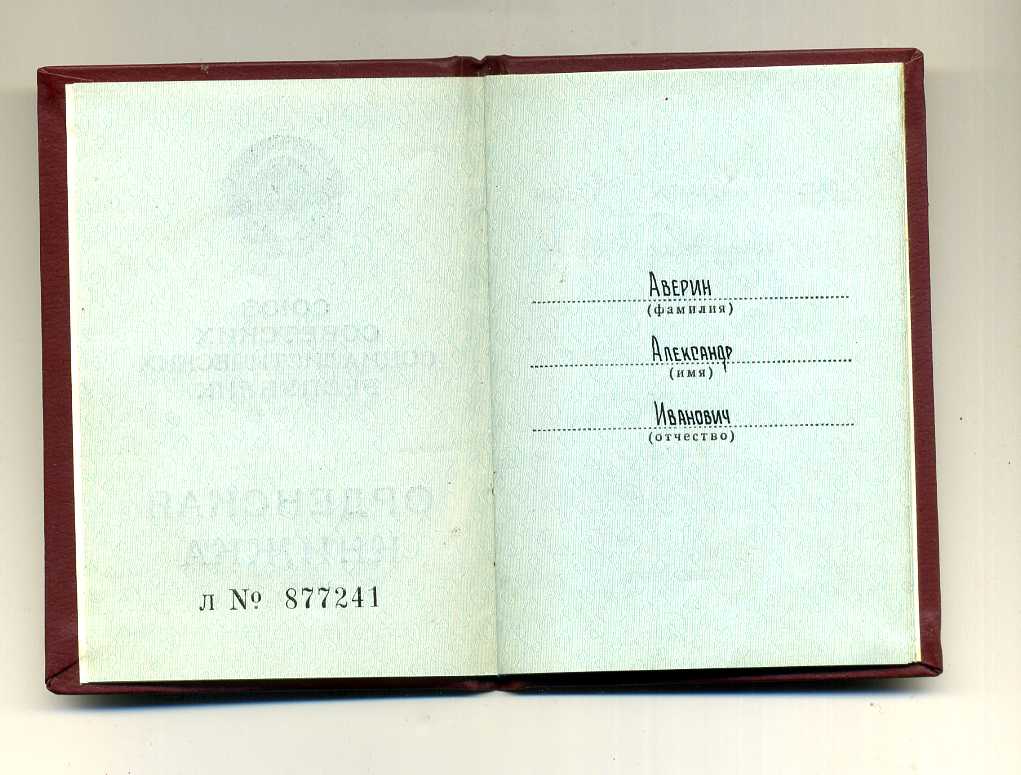 СОЮЗ
СОВЕТСКИХ
СОЦИАЛИСТИЧЕСКИХ
РЕСПУБЛИК
ОРДЕНСКАЯ
КНИЖКА
Л № 877241
Аверин
(фамилия)
Александр
(имя)
Иванович
(отчество)